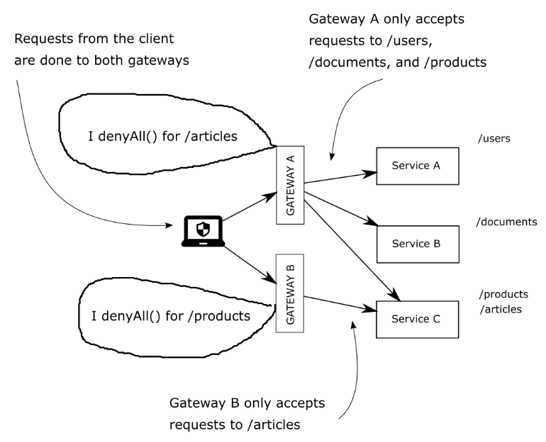 Gateway A only accepts
requests to /users,
/documents, and /products
Requests from the client
are done to both gateways
I denyAll() for /articles
GATEWAY A
/users
Service A
/documents
Service B
I denyAll() for /products
GATEWAY B
/products
/articles
Service C
Gateway B only accepts
requests to /articles